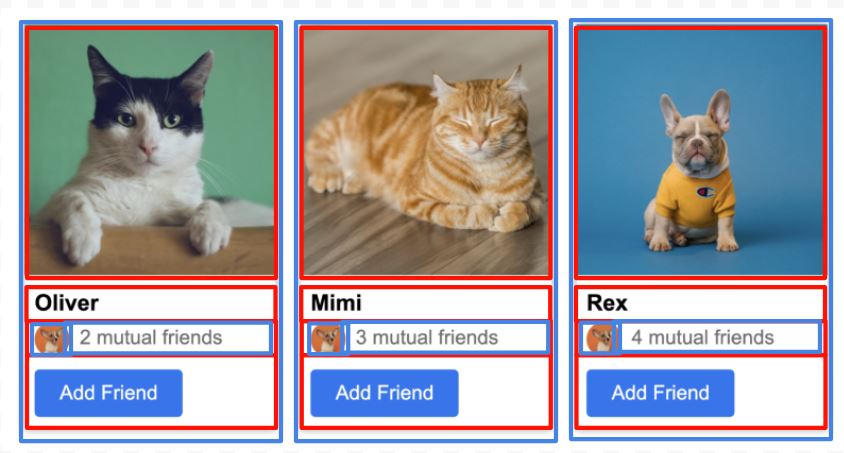 Oliver
2 mutual friends
Add Friend
Mimi
3 mutual friends
Add Friend
Rex
4 mutual friends
Add Friend